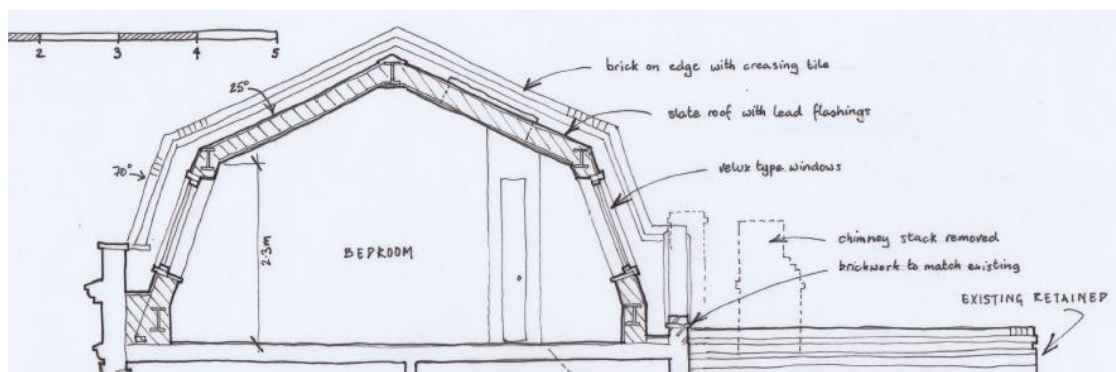 2 3 4 5
brick on edge with creasing tile
25°
slate roof with lead flashings
70°
velux type windows
2.3m
BEDROOM
chimney stack removed
brickwork to match existing
EXISTING RETAINED